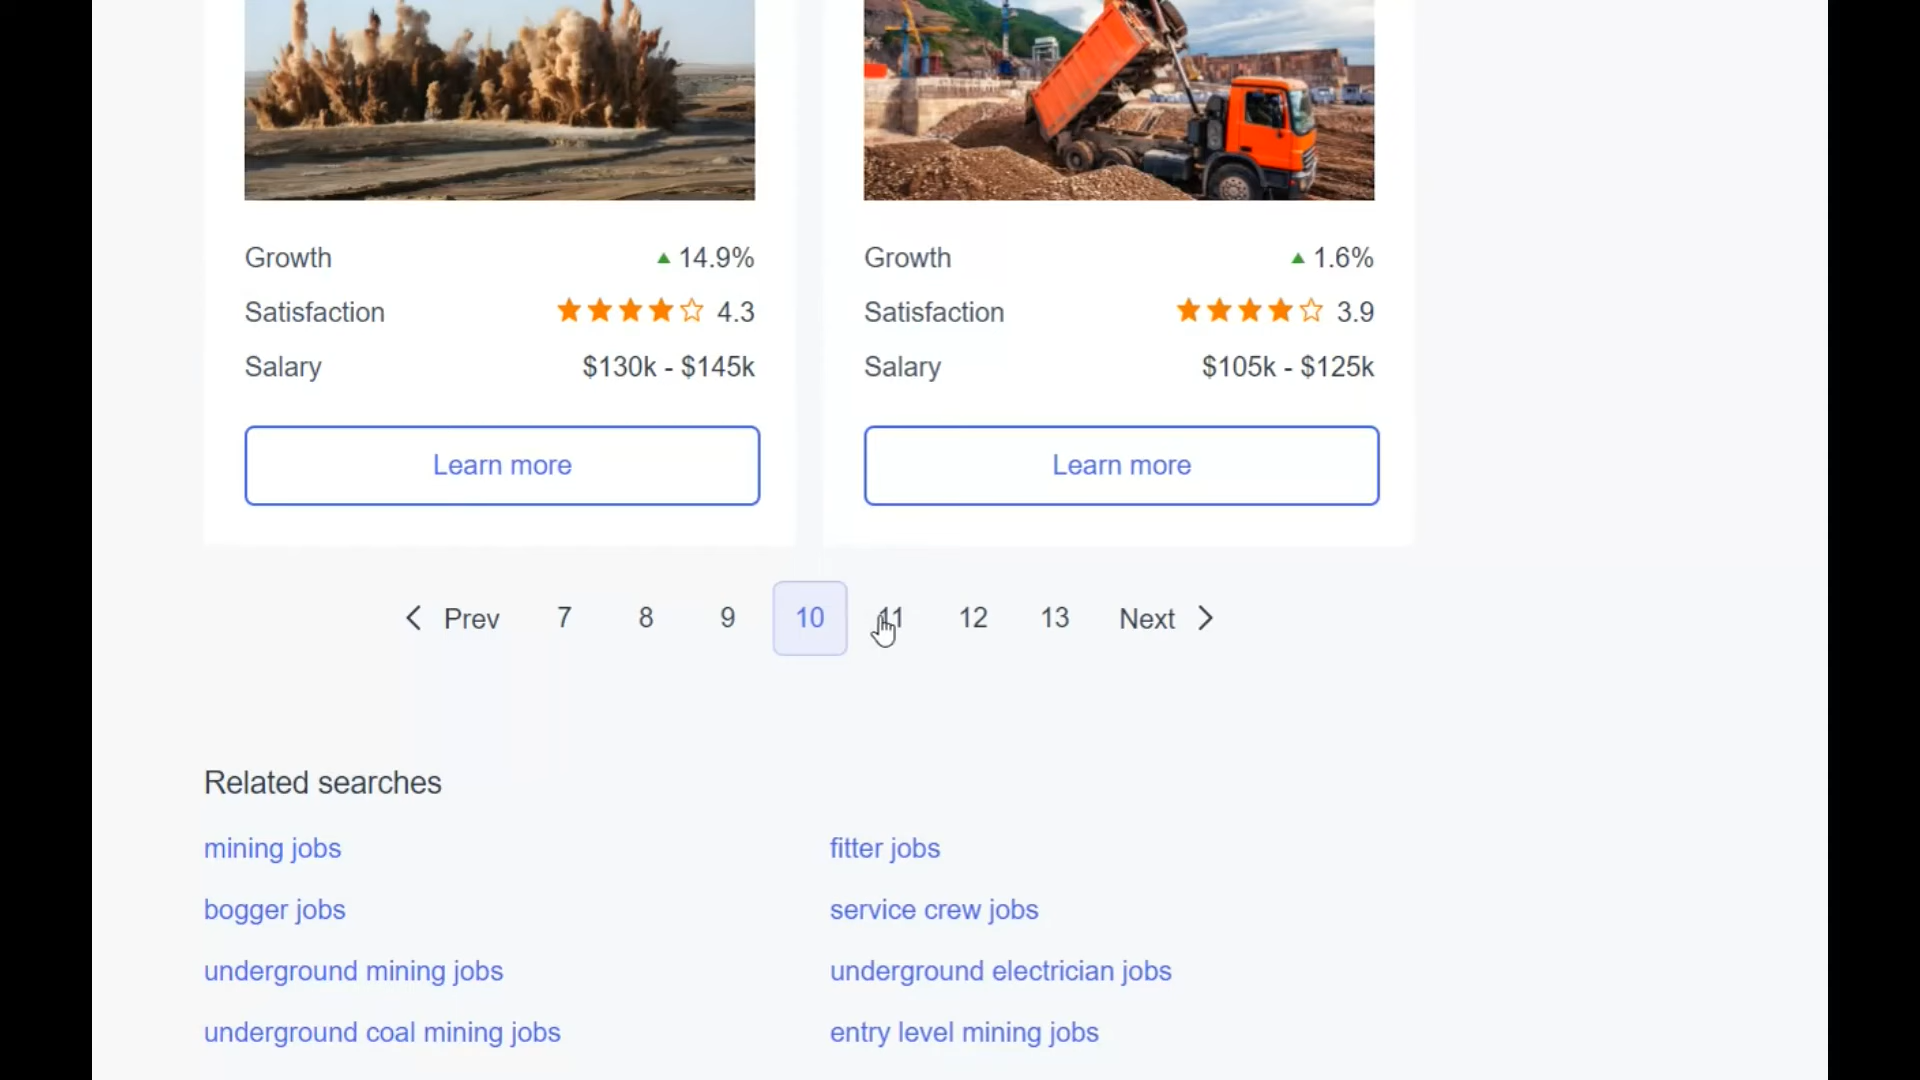 Growth 14.9%
Satisfaction 4.3
Salary $130k - $145k
Learn more
Growth 1.6%
Satisfaction 3.9
Salary $105k - $125k
Learn more
Prev 7 8 9 10 11 12 13 Next
Related searches
mining jobs
bogger jobs
underground mining jobs
underground coal mining jobs
fitter jobs
service crew jobs
underground electrician jobs
entry level mining jobs